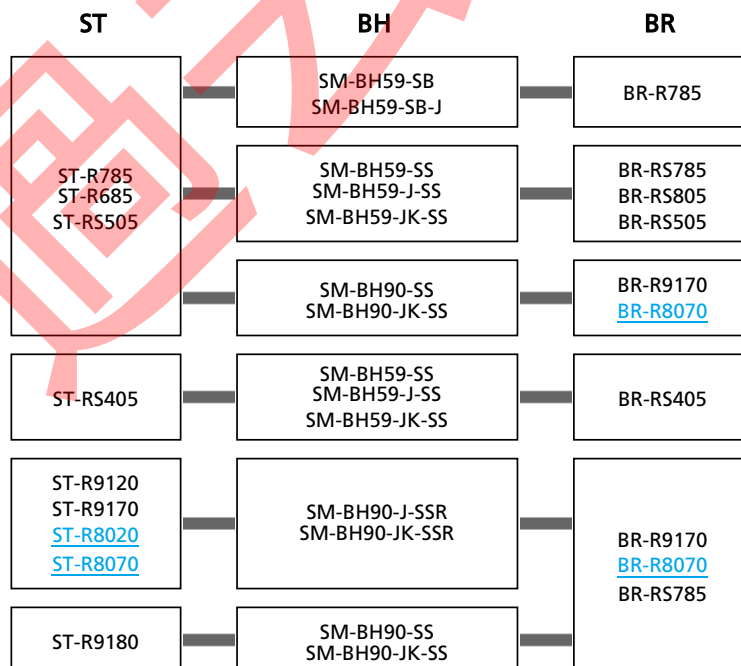 ST BH BR
SM-BH59-SB
SM-BH59-SB-J
BR-R785
ST-R785
ST-R685
ST-RS505
SM-BH59-SS
SM-BH59-J-SS
SM-BH59-JK-SS
BR-RS785
BR-RS805
BR-RS505
SM-BH90-SS
SM-BH90-JK-SS
BR-R9170
BR-R8070
ST-RS405
SM-BH59-SS
SM-BH59-J-SS
SM-BH59-JK-SS
BR-RS405
ST-R9120
ST-R9170
ST-R8020
ST-R8070
SM-BH90-J-SSR
SM-BH90-JK-SSR
BR-R9170
BR-R8070
BR-RS785
ST-R9180
SM-BH90-SS
SM-BH90-JK-SS